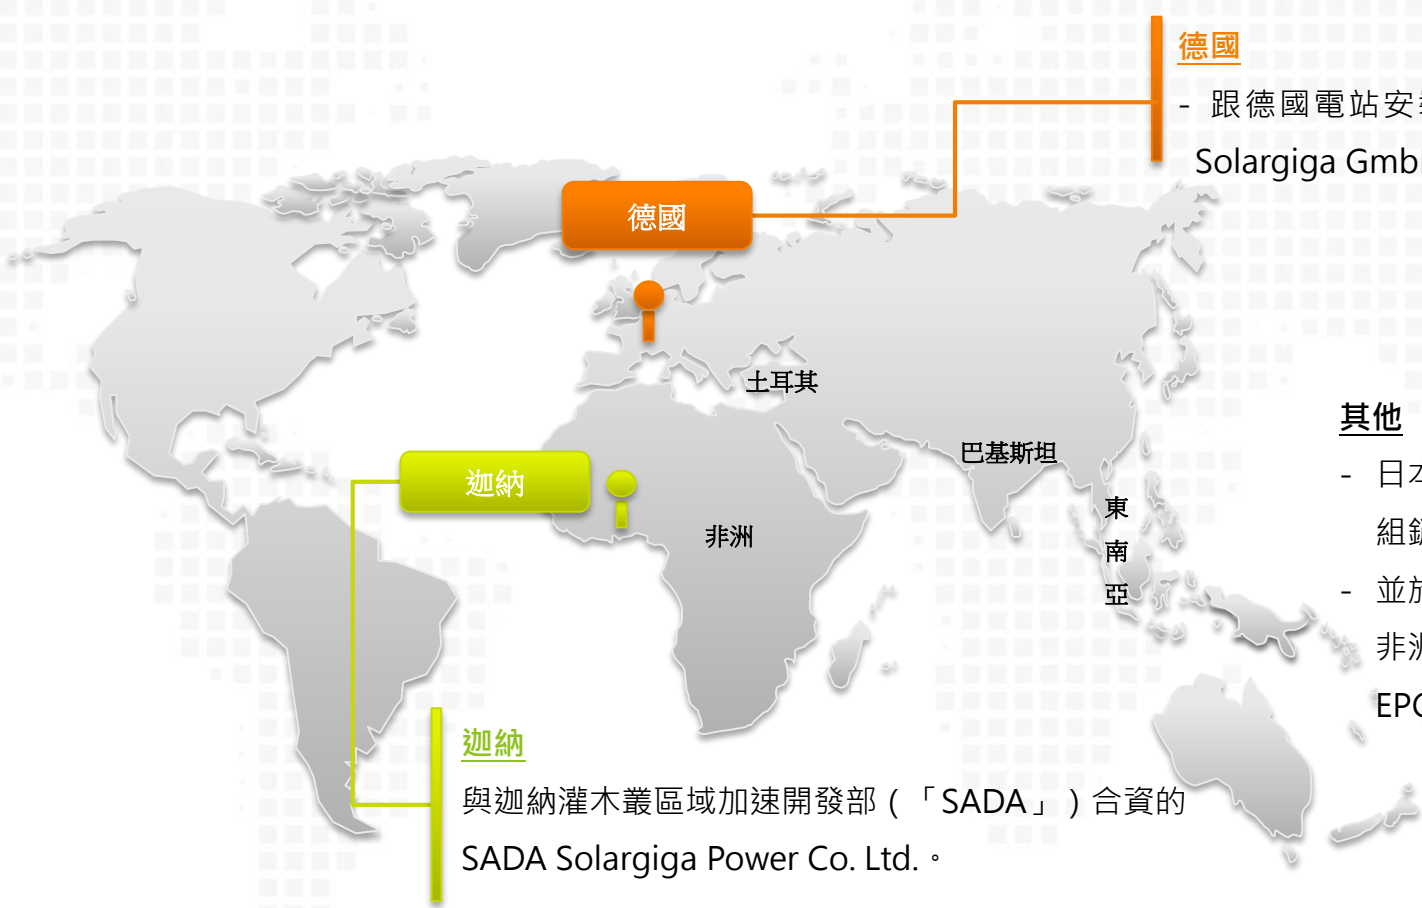 德國
- 跟德國電站安
Solargiga
德國
土耳其
巴基斯坦
東
南
亞
非洲
迦納
其他
- 日
組
- 並
非
EPC
迦納
與迦納灌木叢區域加速開發部（「SADA」）合資的
SADA Solargiga Power Co. Ltd.。